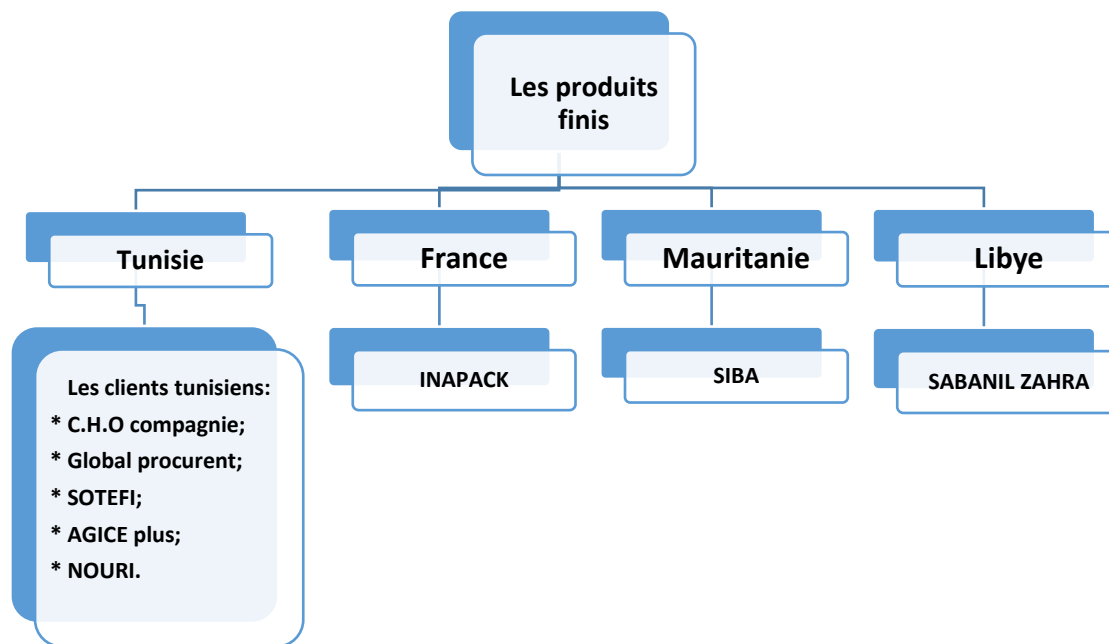 Les produits
finis
Tunisie
France
Mauritanie
Libye
Les clients tunisiens:
* C.H.O compagnie;
* Global procurent;
* SOTEFI;
* AGICE plus;
* NOURI.
INAPACK
SIBA
SABANIL ZAHRA